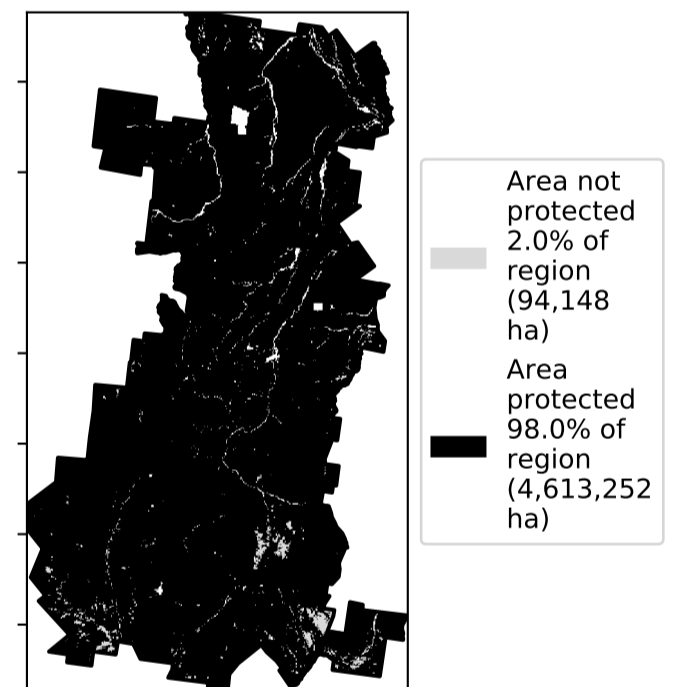 Area not
protected
2.0% of
region
(94,148
ha)
Area
protected
98.0% of
region
(4,613,252
ha)